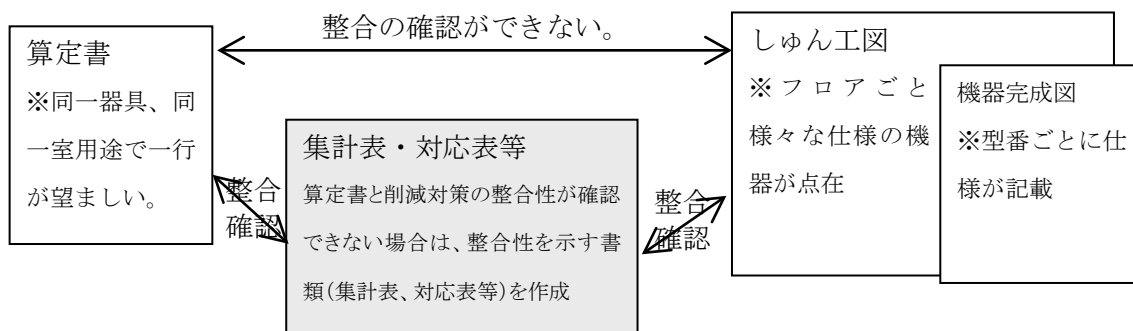 整合の確認ができない。
算定書
※同一器具、同
一室用途で一行
が望ましい。
整合
確認
集計表・対応表等
算定書と削減対策の整合性が確認
できない場合は、整合性を示す書
類(集計表、対応表等)を作成
整合
確認
しゅん工図
※フロアごと
様々な仕様の機
器が点在
機器完成図
※型番ごとに仕
様が記載